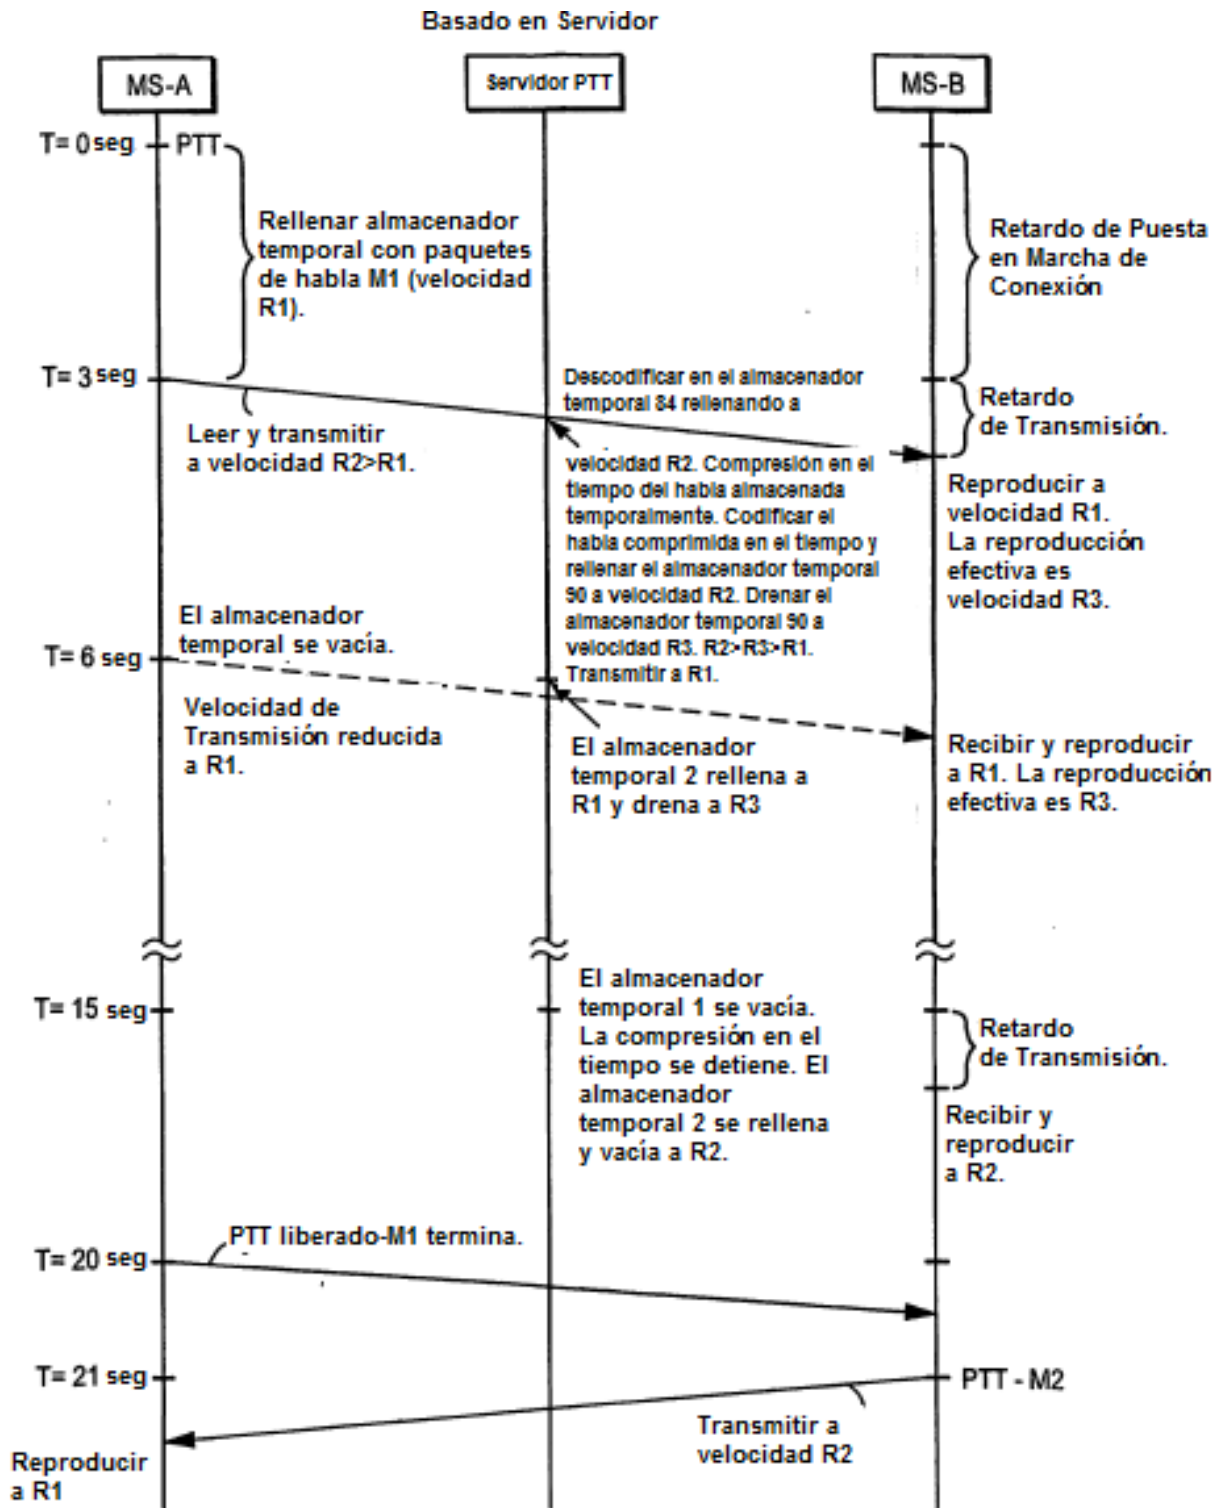 Basado en Servidor
MS-A
Servidor PTT
MS-B
T= 0 seg
PTT
Rellenar almacenador
temporal con paquetes
de habla M1 (velocidad
R1).
Retardo de Puesta
en Marcha de
Conexión
T= 3 seg
Descodificar en el almacenador
temporal 84 rellenando a
Retardo
de Transmisión.
Leer y transmitir
a velocidad R2>R1.
velocidad R2. Compresión en el
tiempo del habla almacenada
temporalmente. Codificar el
habla comprimida en el tiempo y
rellenar el almacenador temporal
90 a velocidad R2. Drenar el
almacenador temporal 90 a
velocidad R3. R2>R3>R1.
Transmitir a R1.
Reproducir a
velocidad R1.
La reproducción
efectiva es
velocidad R3.
El almacenador
temporal se vacía.
T= 6 seg
Velocidad de
Transmisión reducida
a R1.
El almacenador
temporal 2 rellena a
R1 y drena a R3
Recibir y reproducir
a R1. La reproducción
efectiva es R3.
T= 15 seg
El almacenador
temporal 1 se vacía.
La compresión en el
tiempo se detiene. El
almacenador
temporal 2 se rellena
y vacía a R2.
Retardo
de Transmisión.
Recibir y
reproducir
a R2.
PTT liberado-M1 termina.
T= 20 seg
T= 21 seg
PTT - M2
Transmitir a
velocidad R2
Reproducir
a R1